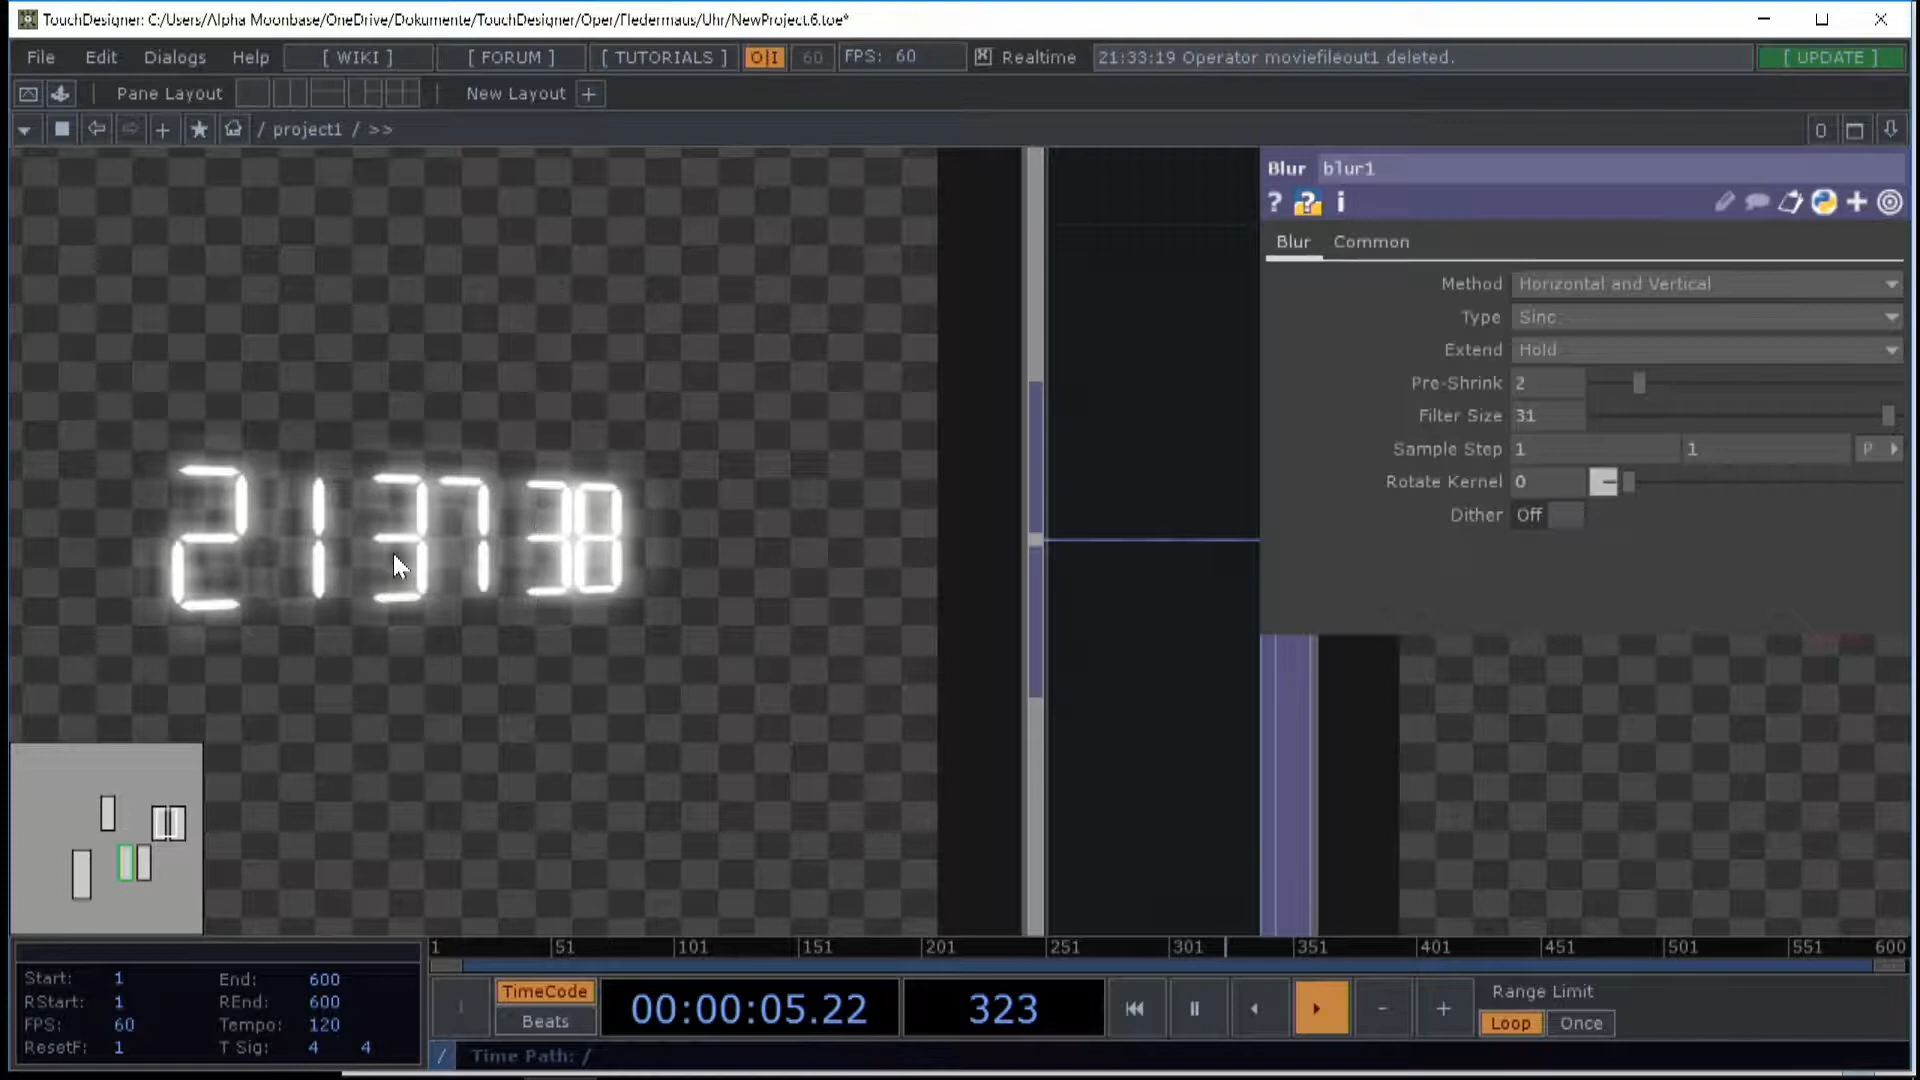 TouchDesigner: C:/Users/Alpha Moonbase/OneDrive/Dokumente/TouchDesigner/Oper/Fledermaus/Uhr/NewProject.6.toe*
File Edit Dialogs Help [ WIKI ] [ FORUM ] [ TUTORIALS ] O|I 60 FPS: 60 Realtime 21:33:19 Operator moviefileout1 deleted. [ UPDATE ]
Pane Layout New Layout +
/ project1 / >> 0
Blur blur1
? ? i
Blur Common
Method Horizontal and Vertical
Type Sinc
Extend Hold
Pre-Shrink 2
Filter Size 31
Sample Step 1 1 P
Rotate Kernel 0
Dither Off
21 37 38
1 51 101 151 201 251 301 351 401 451 501 551 600
Start: 1 End: 600
RStart: 1 REnd: 600
FPS: 60 Tempo: 120
ResetF: 1 T Sig: 4 4
TimeCode
Beats
00:00:05.22
323
Range Limit
Loop Once
/ Time Path: /